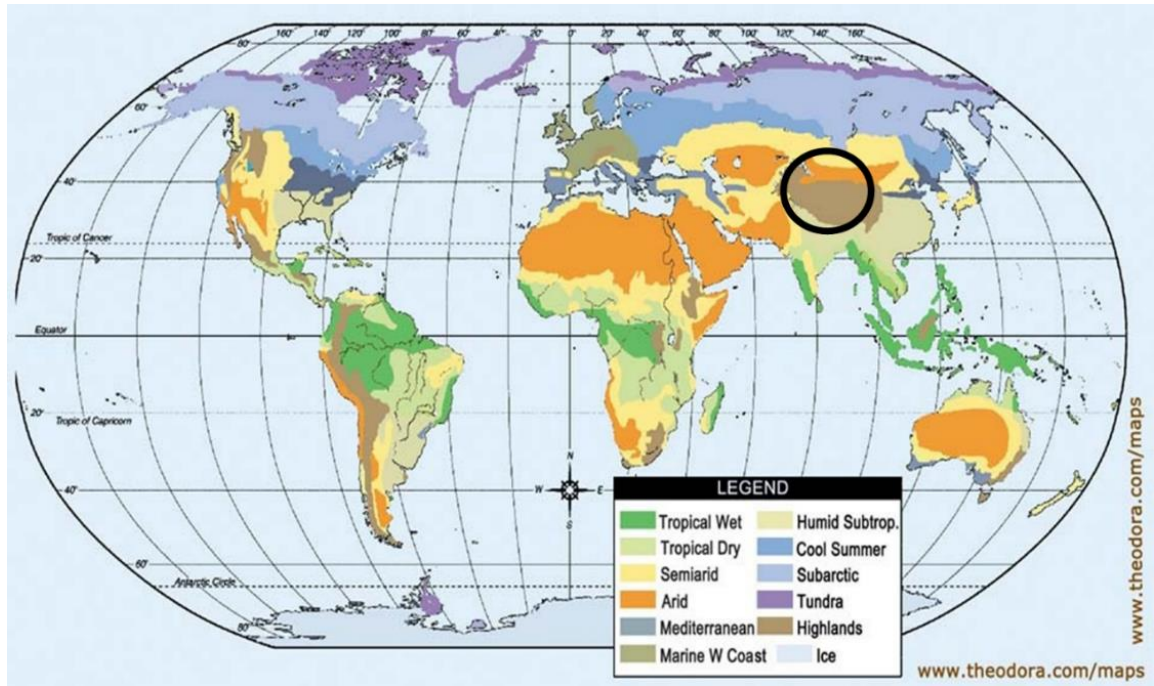 160 140 120 100 80 60 40 20 0 20 40 60 80 100 120 140 160
80
60
40
Tropic of Cancer
20
Equator
20
Tropic of Capricorn
40
60
Antarctic Circle
80
N
W E
S
LEGEND
Tropical Wet
Tropical Dry
Semiarid
Arid
Mediterranean
Marine W Coast
Humid Subtrop.
Cool Summer
Subarctic
Tundra
Highlands
Ice
www.theodora.com/maps
www.theodora.com/maps